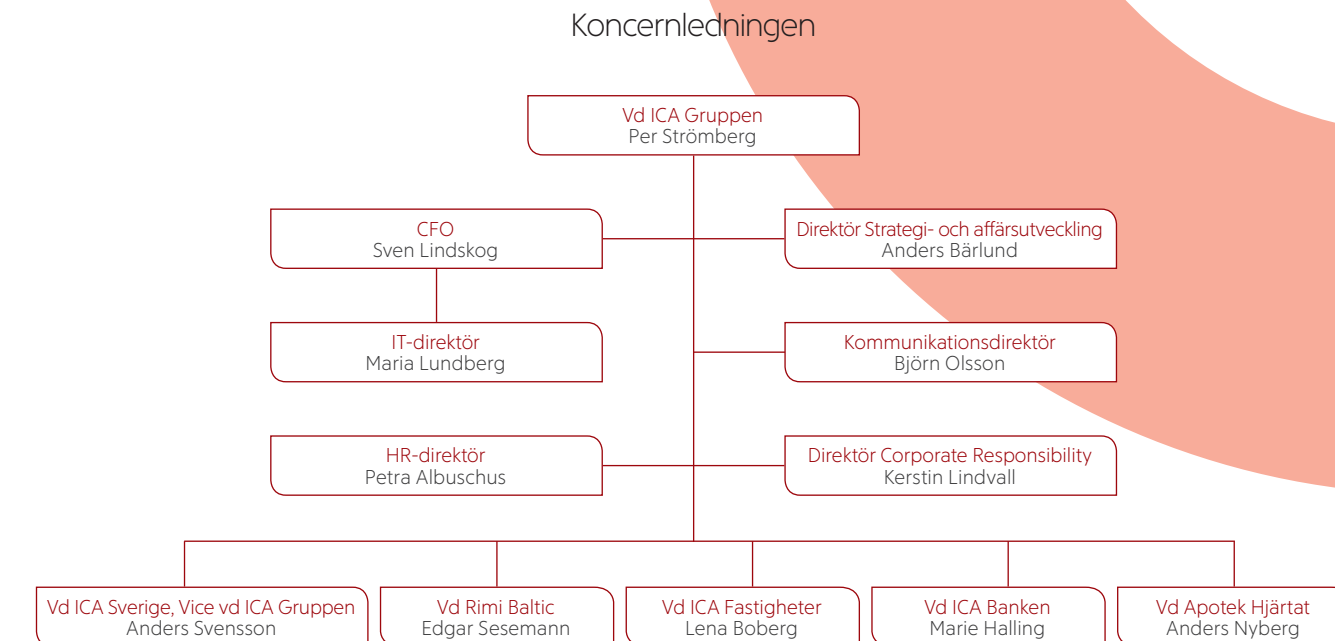 Koncernledningen
Vd ICA Gruppen
Per Strömberg
CFO
Sven Lindskog
Direktör Strategi- och affärsutveckling
Anders Bärlund
IT-direktör
Maria Lundberg
Kommunikationsdirektör
Björn Olsson
HR-direktör
Petra Albuschus
Direktör Corporate Responsibility
Kerstin Lindvall
Vd ICA Sverige, Vice vd ICA Gruppen
Anders Svensson
Vd Rimi Baltic
Edgar Sesemann
Vd ICA Fastigheter
Lena Boberg
Vd ICA Banken
Marie Halling
Vd Apotek Hjärtat
Anders Nyberg